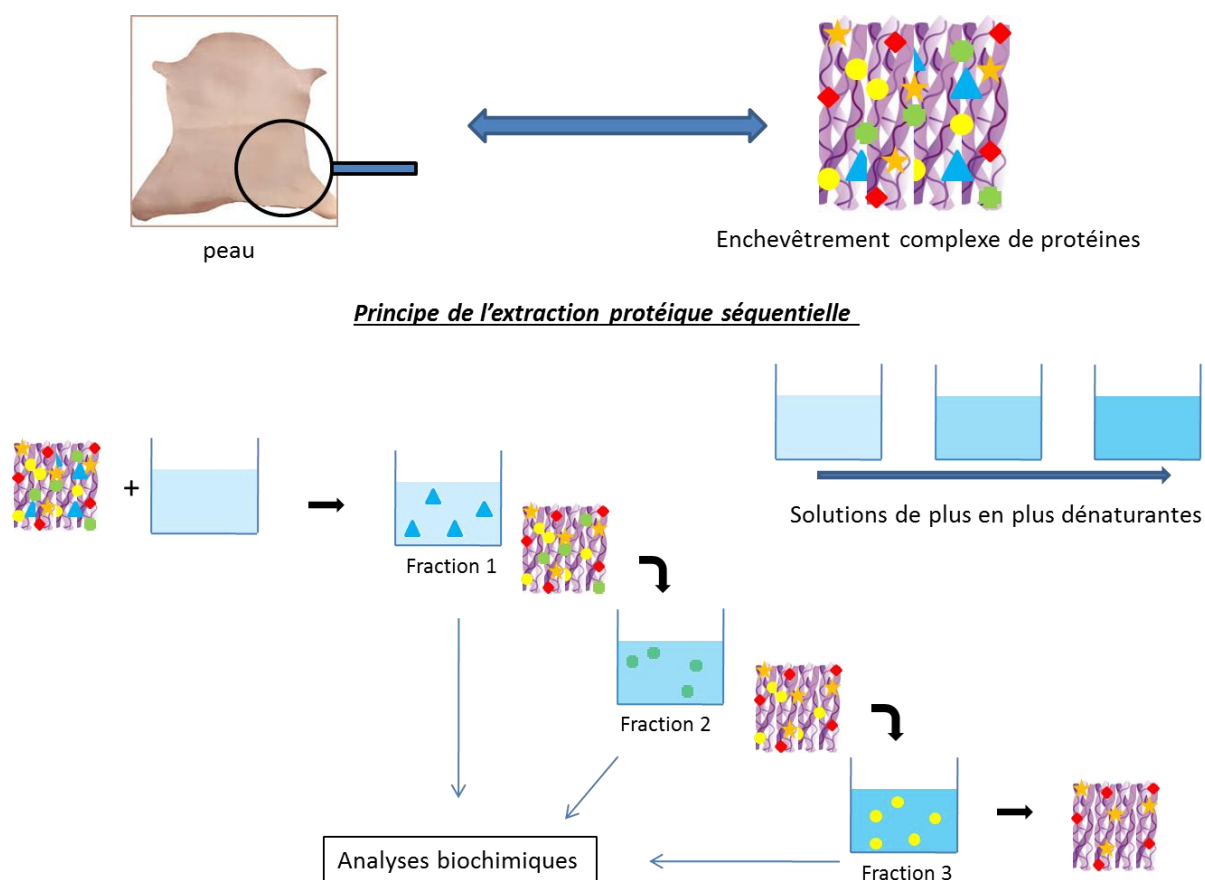 peau
Enchevêtrement complexe de protéines
Principe de l'extraction protéique séquentielle
+
Solutions de plus en plus dénaturantes
Fraction 1
Fraction 2
Fraction 3
Analyses biochimiques